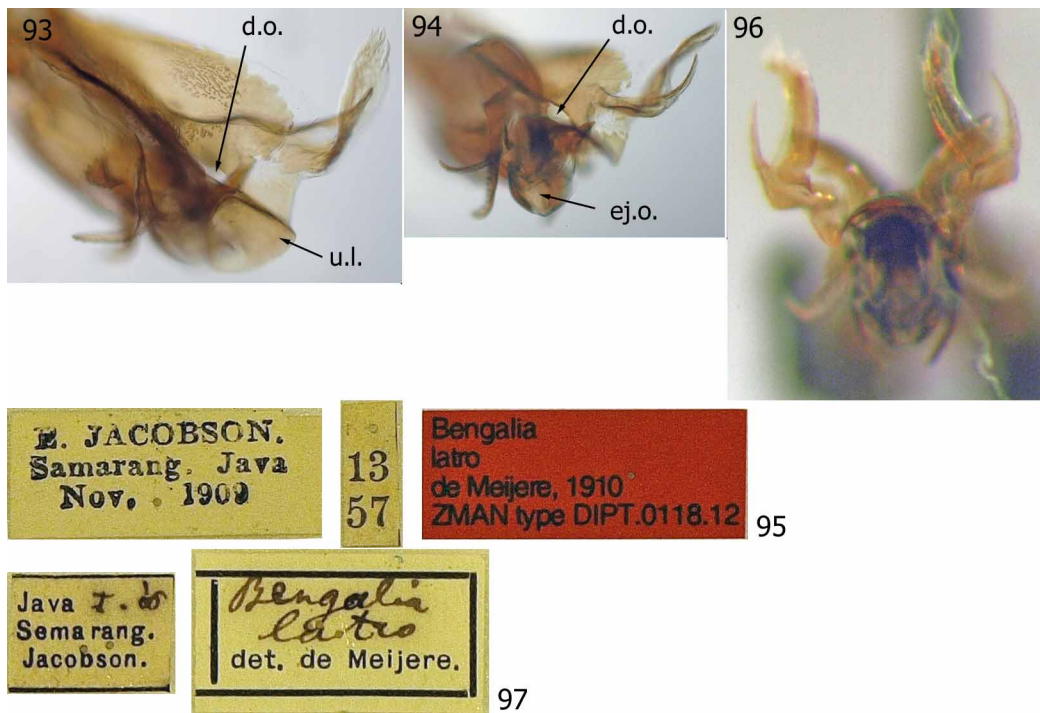 93
d.o.
u.l.
94
d.o.
ej.o.
96
E. JACOBSON.
Samarang. Java
Nov. 1909
13
57
Bengalia
latro
de Meijere, 1910
ZMAN type DIPT.0118.12
95
Java I.
Semarang.
Jacobson.
Bengalia
latro
det. de Meijere.
97